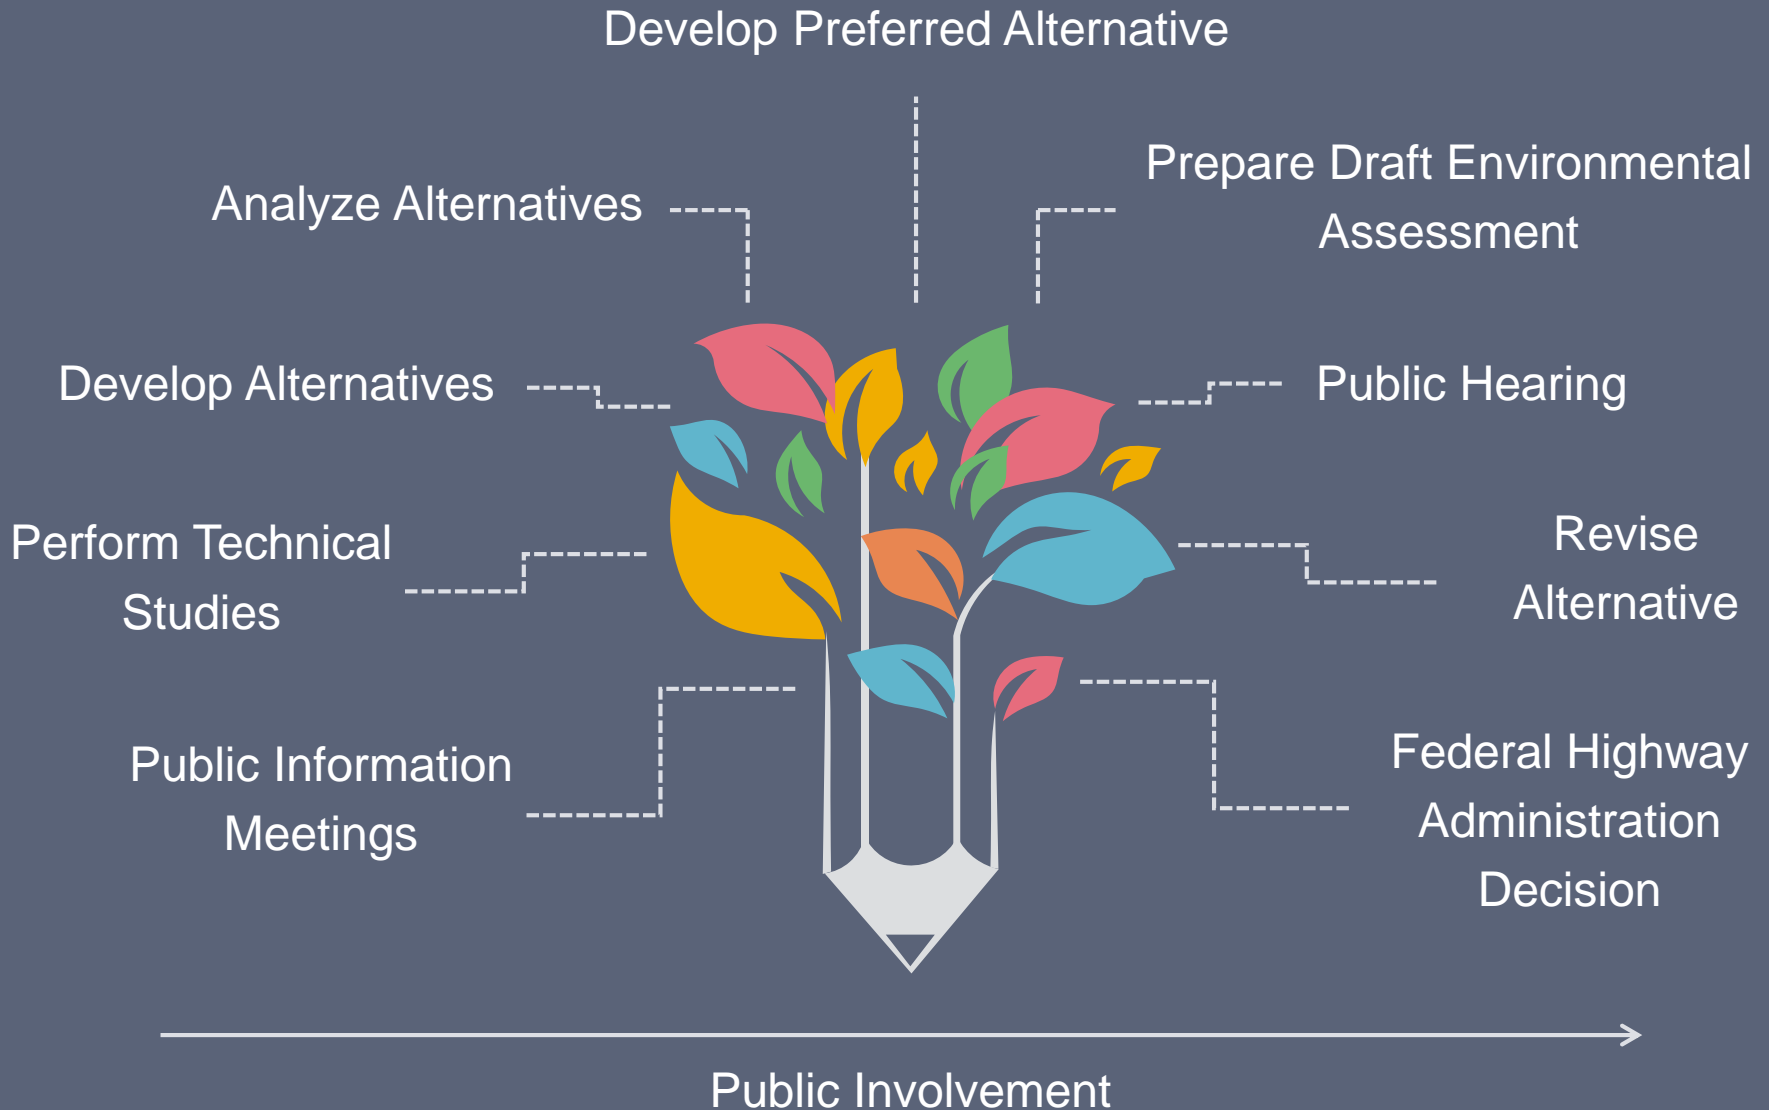 Develop Preferred Alternative
Prepare Draft Environmental
Assessment
Analyze Alternatives
Develop Alternatives
Public Hearing
Perform Technical
Studies
Revise
Alternative
Public Information
Meetings
Federal Highway
Administration
Decision
Public Involvement